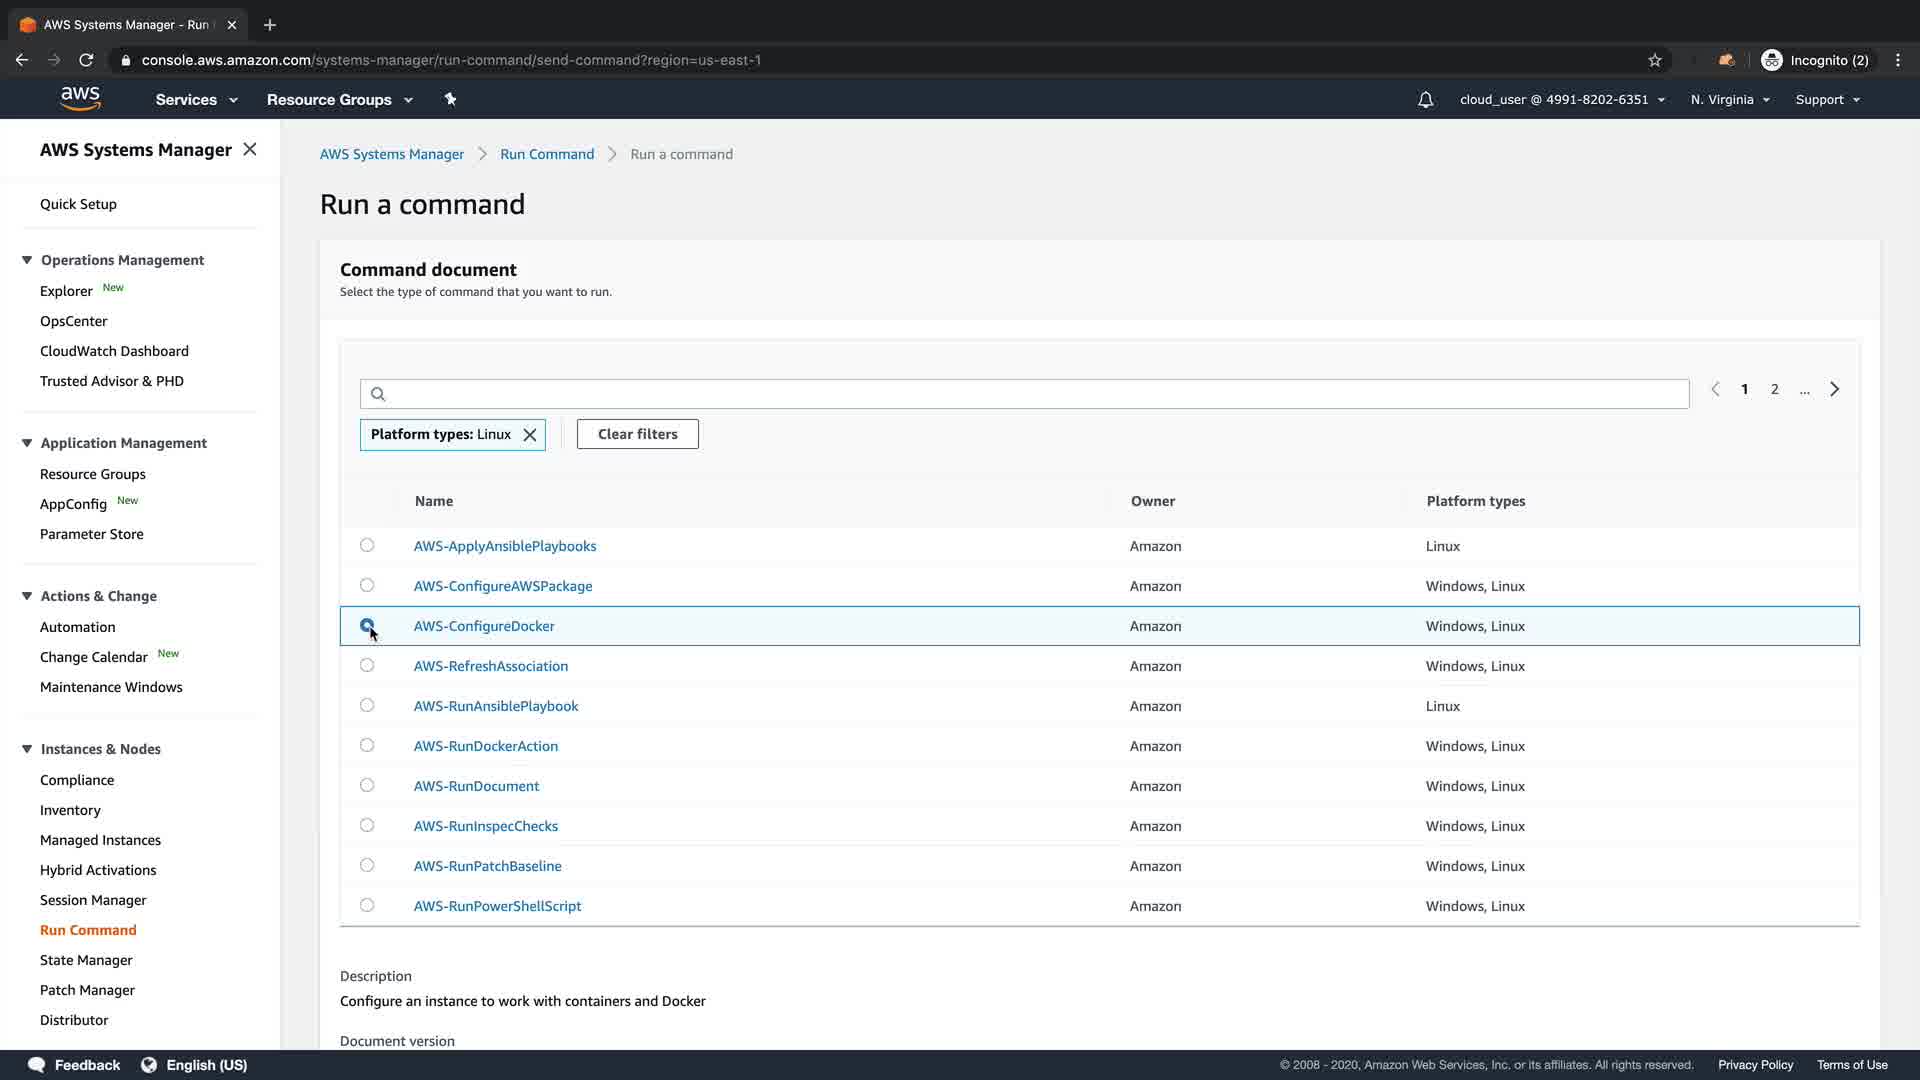 AWS Systems Manager - Run
console.aws.amazon.com/systems-manager/run-command/send-command?region=us-east-1
Incognito (2)
aws
Services
Resource Groups
cloud_user @ 4991-8202-6351
N. Virginia
Support
AWS Systems Manager
Quick Setup
Operations Management
Explorer New
OpsCenter
CloudWatch Dashboard
Trusted Advisor & PHD
Application Management
Resource Groups
AppConfig New
Parameter Store
Actions & Change
Automation
Change Calendar New
Maintenance Windows
Instances & Nodes
Compliance
Inventory
Managed Instances
Hybrid Activations
Session Manager
Run Command
State Manager
Patch Manager
Distributor
AWS Systems Manager > Run Command > Run a command
Run a command
Command document
Select the type of command that you want to run.
1 2 ...
Platform types: Linux
Clear filters
Name Owner Platform types
AWS-ApplyAnsiblePlaybooks Amazon Linux
AWS-ConfigureAWSPackage Amazon Windows, Linux
AWS-ConfigureDocker Amazon Windows, Linux
AWS-RefreshAssociation Amazon Windows, Linux
AWS-RunAnsiblePlaybook Amazon Linux
AWS-RunDockerAction Amazon Windows, Linux
AWS-RunDocument Amazon Windows, Linux
AWS-RunInspecChecks Amazon Windows, Linux
AWS-RunPatchBaseline Amazon Windows, Linux
AWS-RunPowerShellScript Amazon Windows, Linux
Description
Configure an instance to work with containers and Docker
Document version
Feedback
English (US)
© 2008 - 2020, Amazon Web Services, Inc. or its affiliates. All rights reserved.
Privacy Policy
Terms of Use